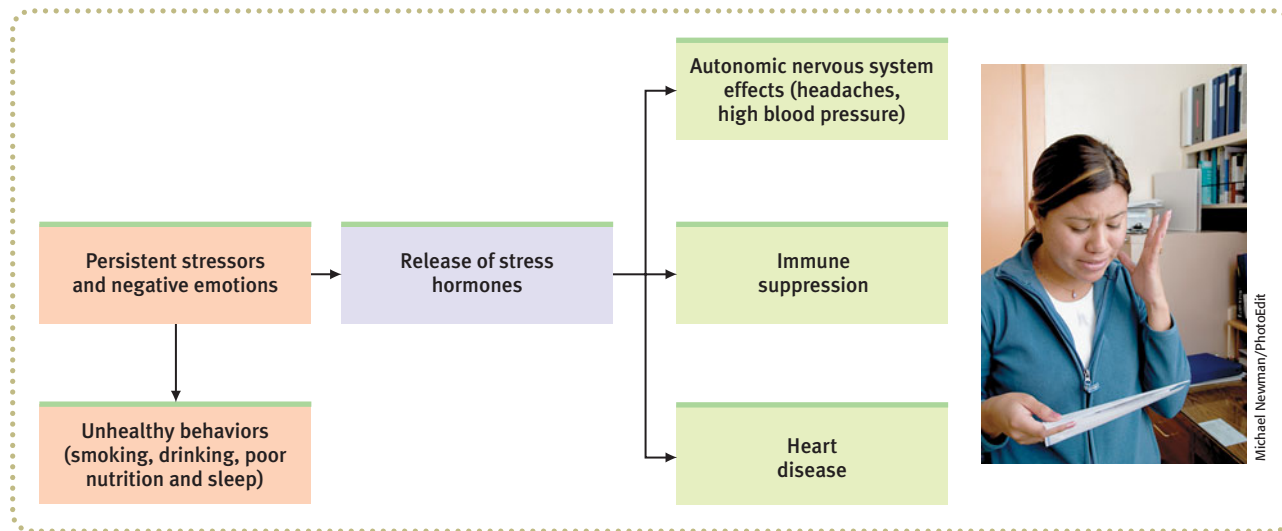 Persistent stressors
and negative emotions
Unhealthy behaviors
(smoking, drinking, poor
nutrition and sleep)
Release of stress
hormones
Autonomic nervous system
effects (headaches,
high blood pressure)
Immune
suppression
Heart
disease
Michael Newman/PhotoEdit